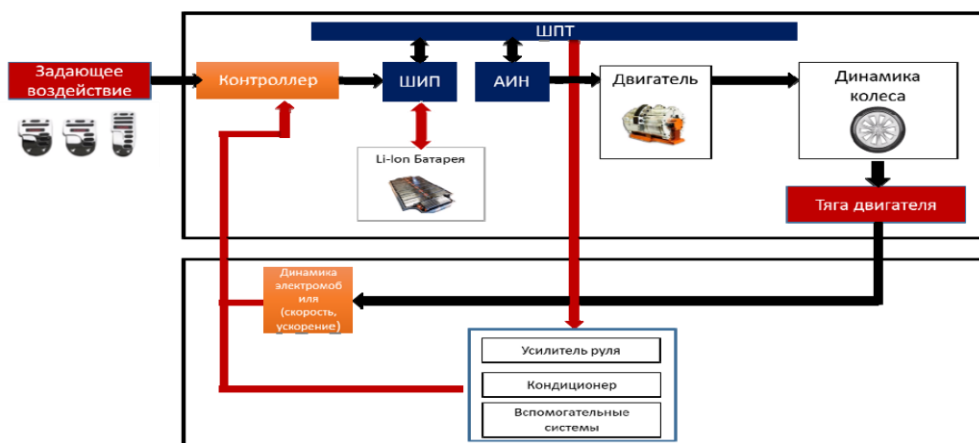 ШПТ
Задающее
воздействие
Контроллер
ШИП
АИН
Двигатель
Динамика
колеса
Li-Ion Батарея
Тяга двигателя
Динамика
электромоб
иля
(скорость,
ускорение)
Усилитель руля
Кондиционер
Вспомогательные
системы